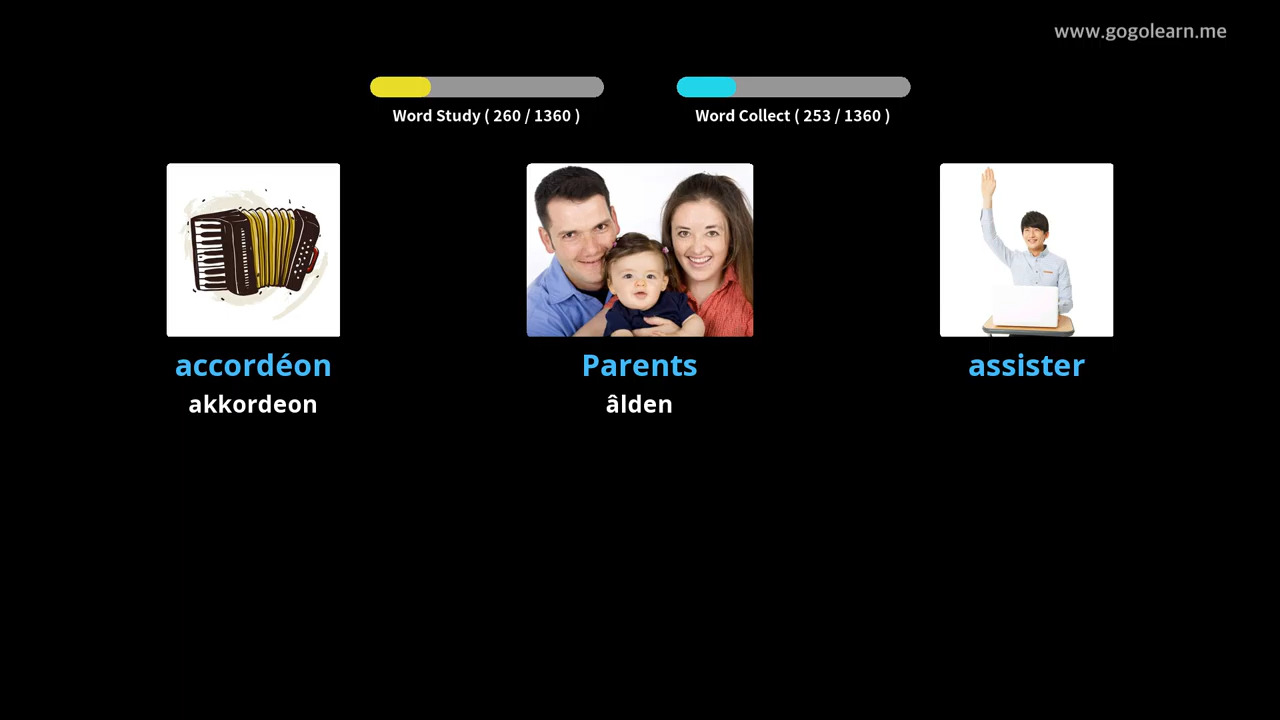 www.gogolearn.me
Word Study ( 260 / 1360 )
Word Collect ( 253 / 1360 )
accordéon
akkordeon
Parents
âlden
assister